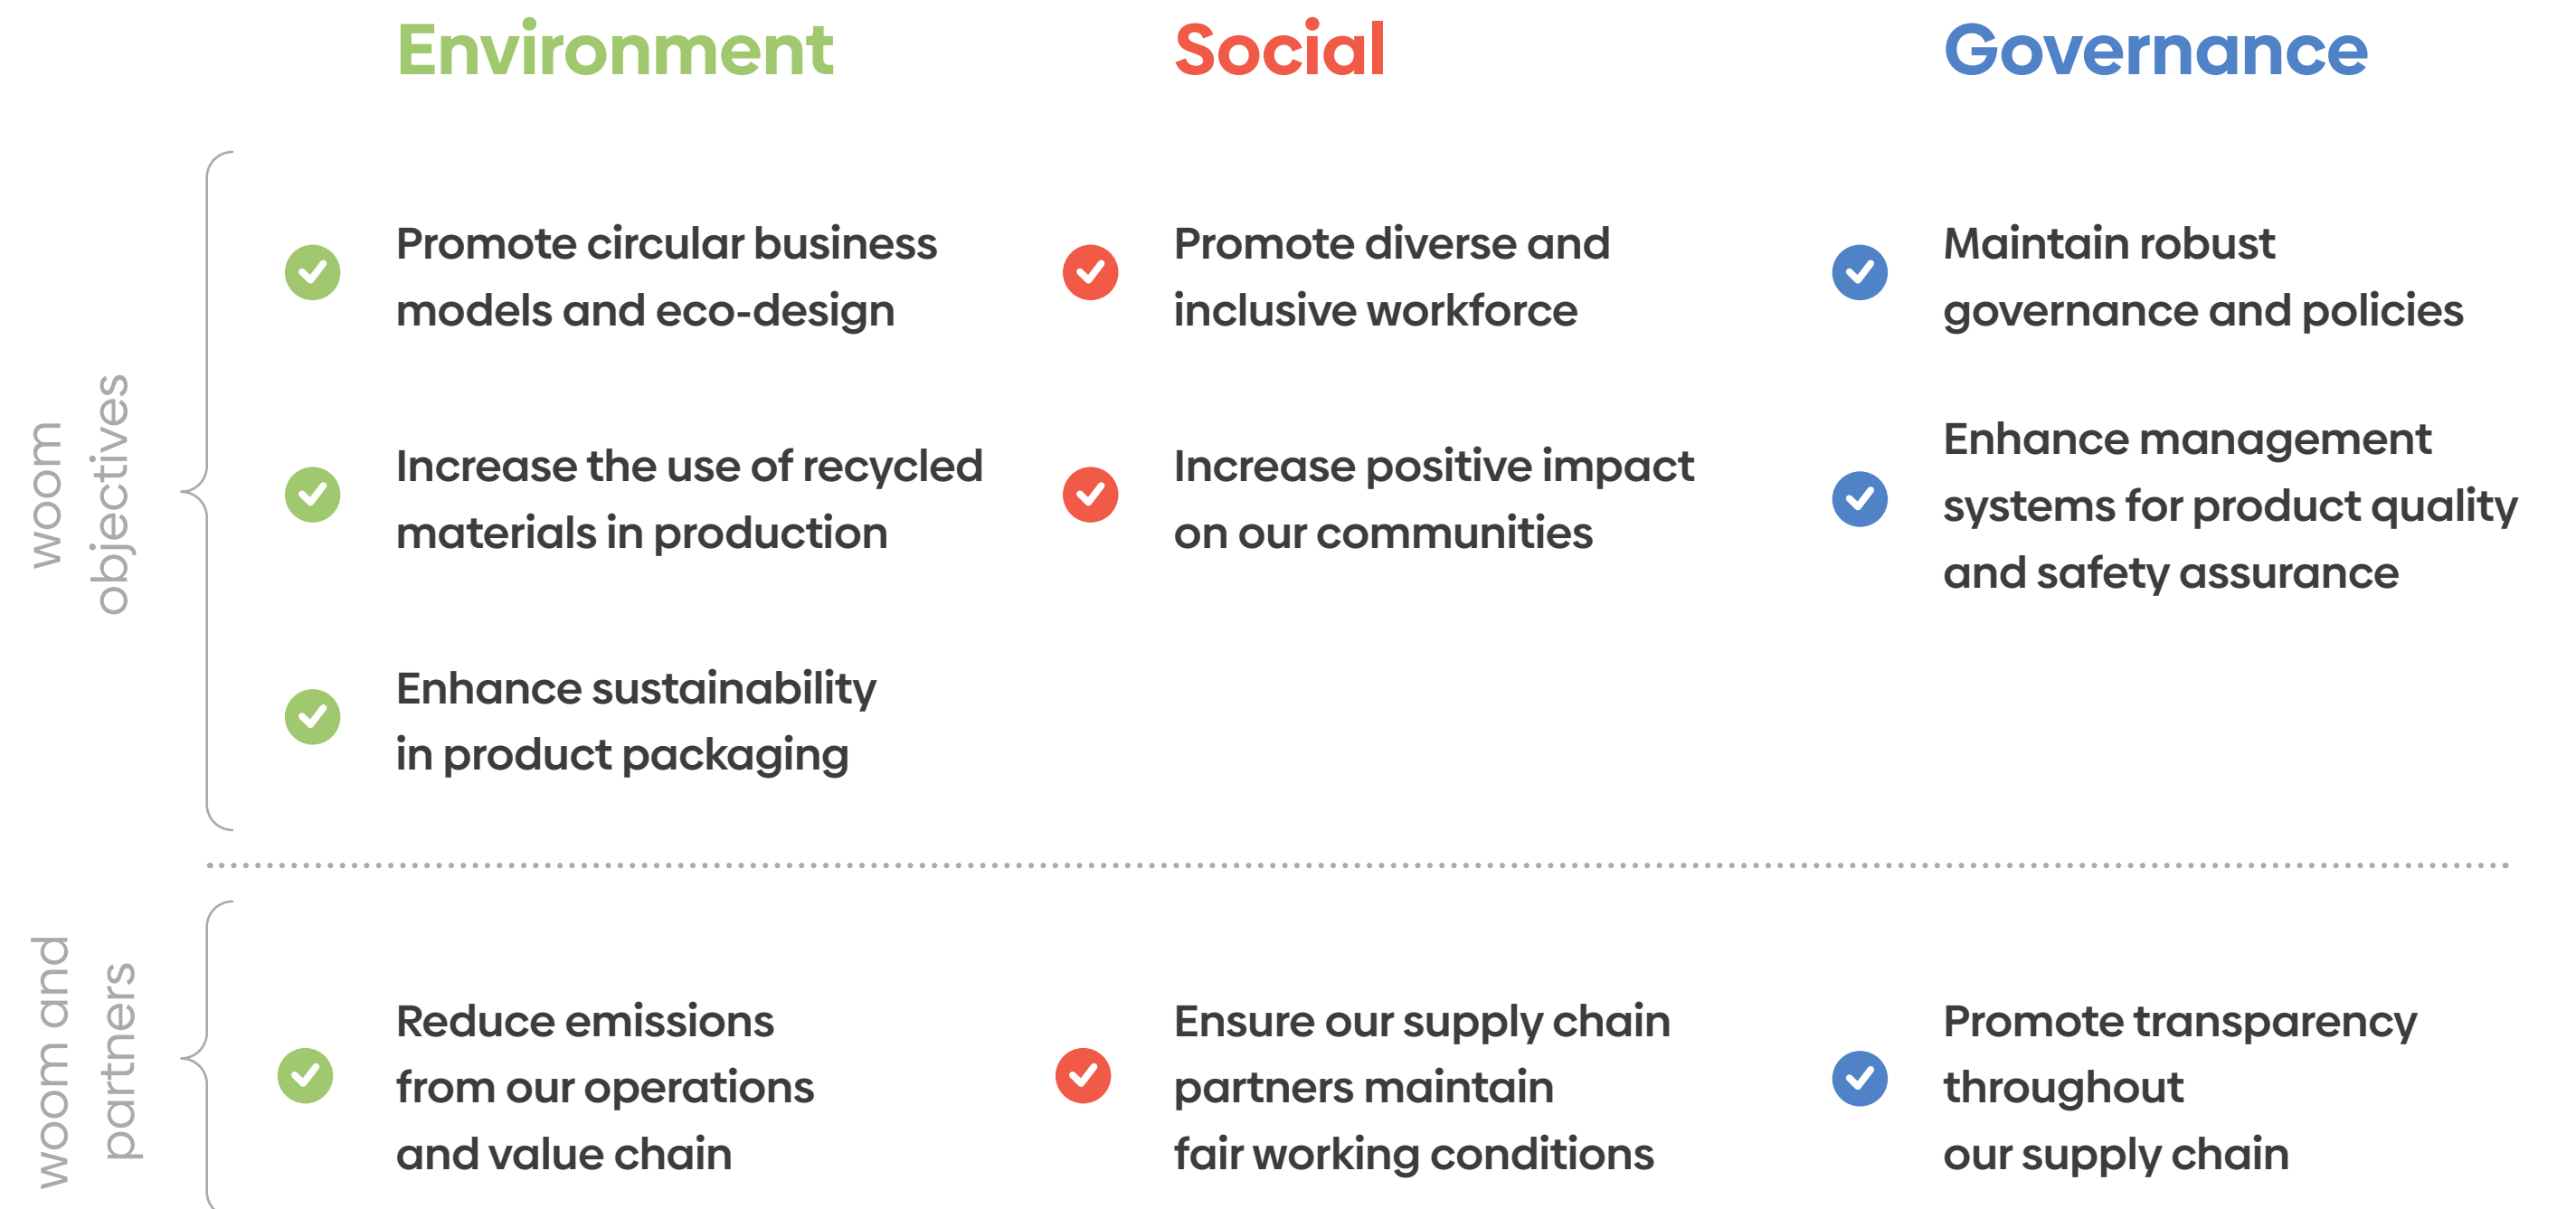 Environment
Social
Governance
woom
objectives
Promote circular business
models and eco-design
Promote diverse and
inclusive workforce
Maintain robust
governance and policies
Increase the use of recycled
materials in production
Increase positive impact
on our communities
Enhance management
systems for product quality
and safety assurance
Enhance sustainability
in product packaging
woom and
partners
Reduce emissions
from our operations
and value chain
Ensure our supply chain
partners maintain
fair working conditions
Promote transparency
throughout
our supply chain